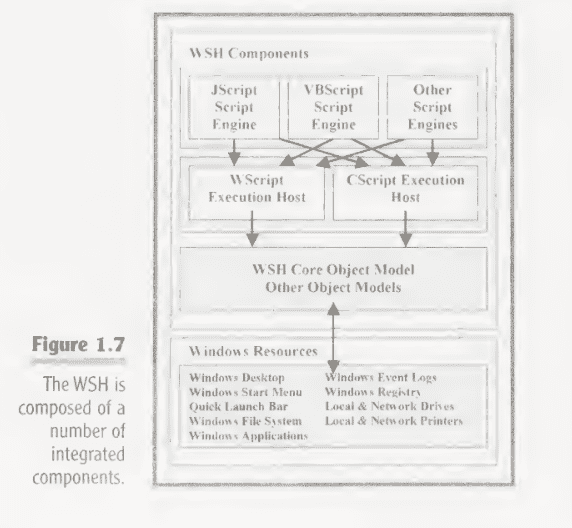 WSH Components
JScript
Script
Engine
VBScript
Script
Engine
Other
Script
Engines
WScript
Execution Host
CScript Execution
Host
WSH Core Object Model
Other Object Models
Windows Resources
Windows Desktop
Windows Start Menu
Quick Launch Bar
Windows File System
Windows Applications
Windows Event Logs
Windows Registry
Local & Network Drives
Local & Network Printers
Figure 1.7
The WSH is
composed of a
number of
integrated
components.